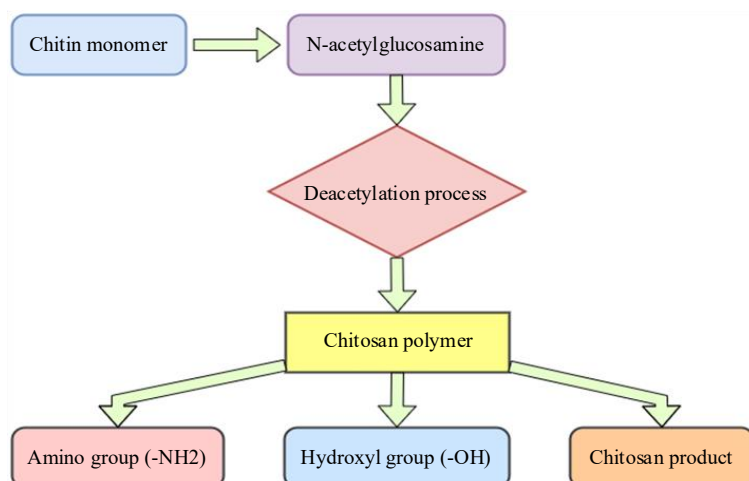 Chitin monomer
N-acetylglucosamine
Deacetylation process
Chitosan polymer
Amino group (-NH2)
Hydroxyl group (-OH)
Chitosan product